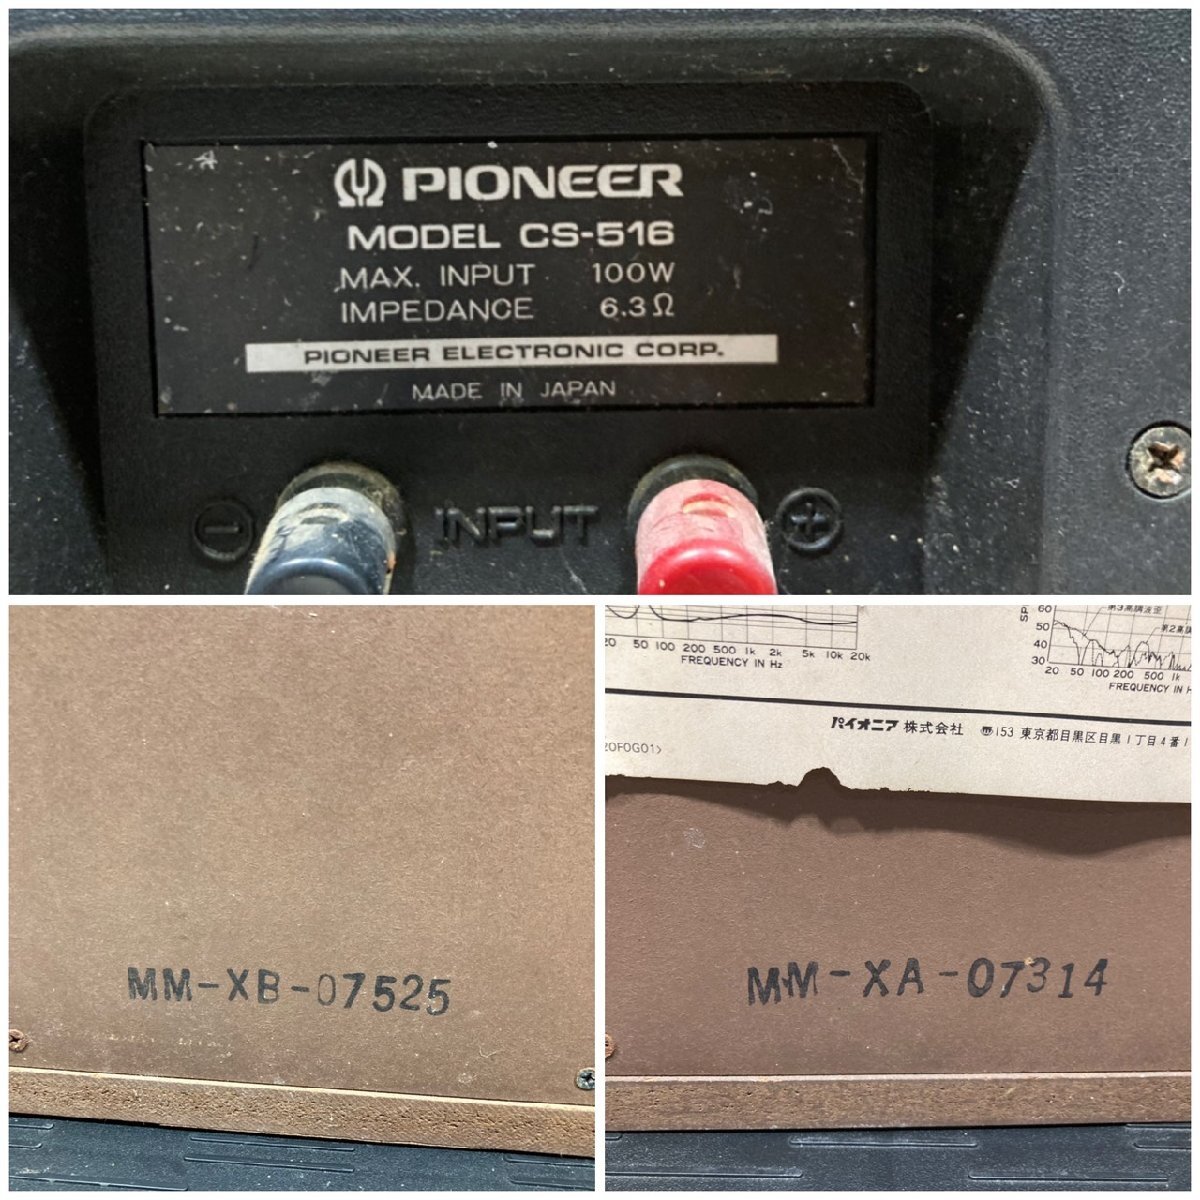 PIONEER
MODEL CS-516
MAX. INPUT 100W
IMPEDANCE 6.3Ω
PIONEER ELECTRONIC CORP.
MADE IN JAPAN
− INPUT +
MM-XB-07525
20 50 100 200 500 1k 2k 5k 10k 20k
FREQUENCY IN Hz
60
50
40
30
20 50 100 200 500 1k
FREQUENCY IN H
パイオニア 株式会社 〒153 東京都目黒区目黒1丁目4番1
20F0G01>
MM-XA-07314